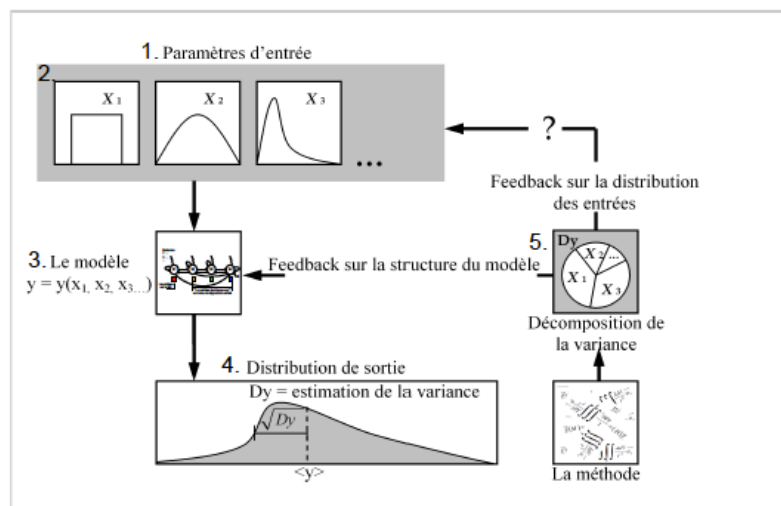 1. Paramètres d'entrée
2.
X 1
X 2
X 3
...
?
Feedback sur la distribution
des entrées
3. Le modèle
y = y(x1, x2, x3...)
Feedback sur la structure du modèle
5.
Dy
X 2 ...
X 1
X 3
Décomposition de
la variance
4. Distribution de sortie
Dy = estimation de la variance
√Dy
<y>
La méthode